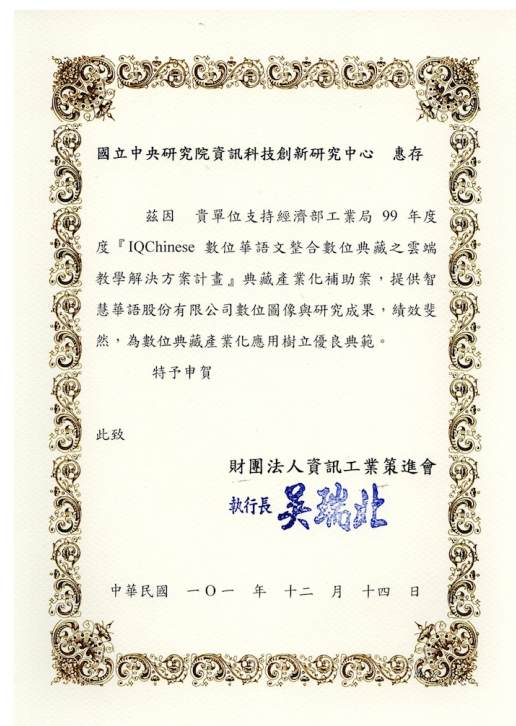 國立中央研究院資訊科技創新研究中心 惠存
茲因 貴單位支持經濟部工業局 99 年度
度『IQChinese 數位華語文整合數位典藏之雲端
教學解決方案計畫』典藏產業化補助案，提供智
慧華語股份有限公司數位圖像與研究成果，績效斐
然，為數位典藏產業化應用樹立優良典範。
特予申賀
此致
財團法人資訊工業策進會
執行長 吳瑞北
中華民國 一O一 年 十二 月 十四 日